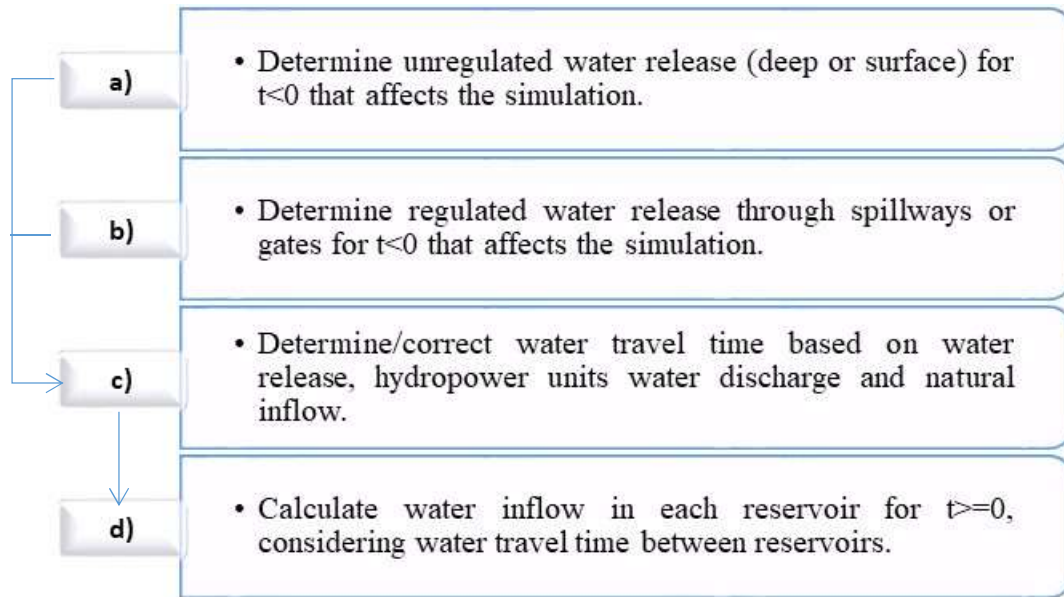 a)
• Determine unregulated water release (deep or surface) for
t<0 that affects the simulation.
b)
• Determine regulated water release through spillways or
gates for t<0 that affects the simulation.
c)
• Determine/correct water travel time based on water
release, hydropower units water discharge and natural
inflow.
d)
• Calculate water inflow in each reservoir for t>=0,
considering water travel time between reservoirs.